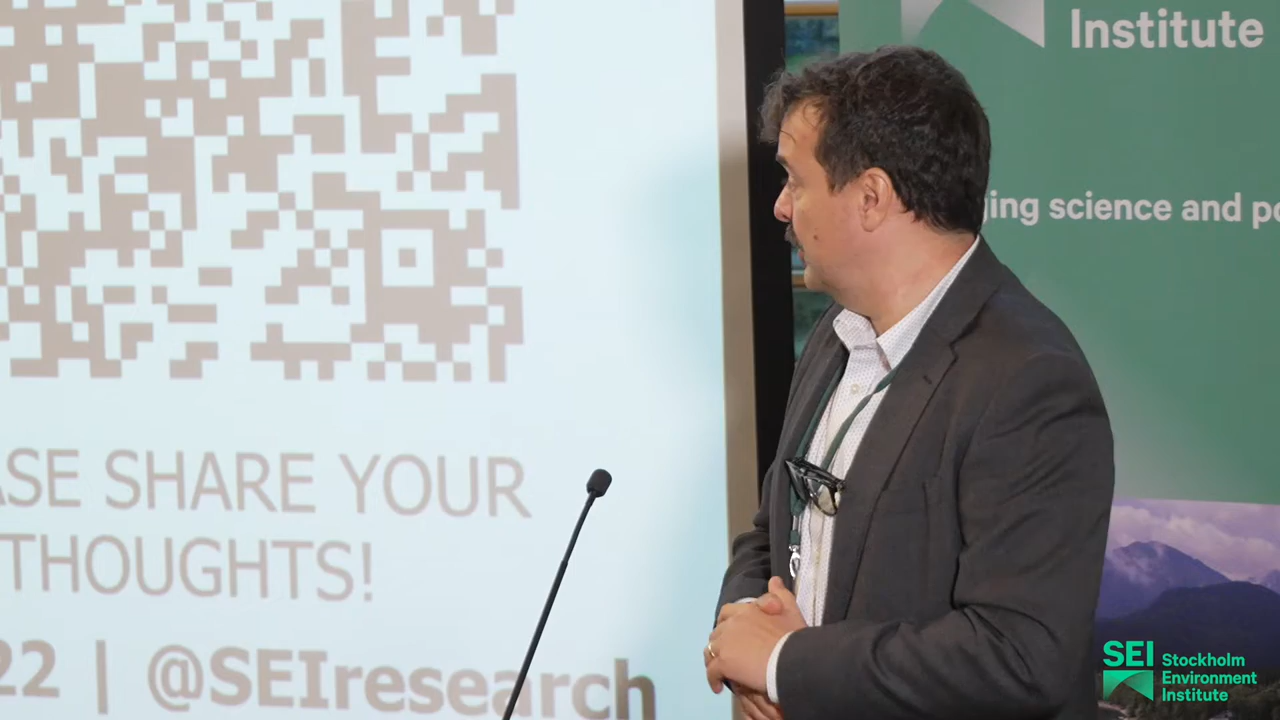 Institute
ging science and po
ASE SHARE YOUR
THOUGHTS!
22 | @SEIresearch
SEI Stockholm
Environment
Institute